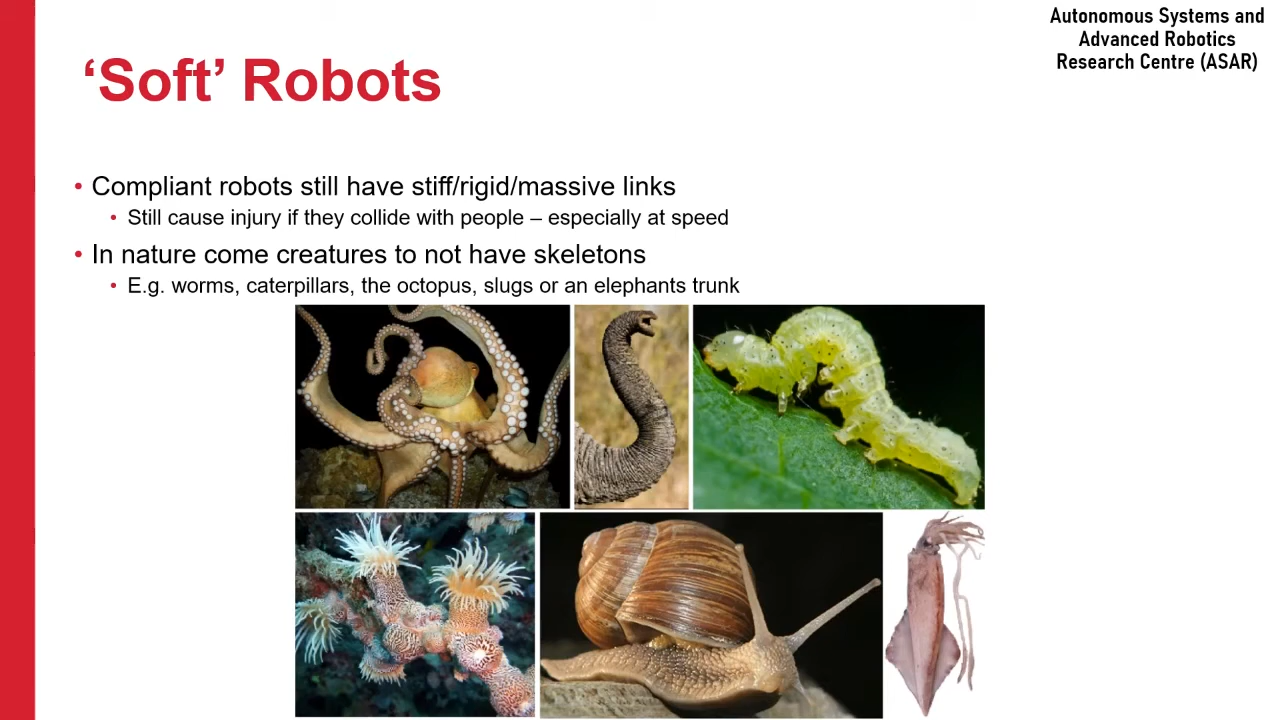 Autonomous Systems and
Advanced Robotics
Research Centre (ASAR)
‘Soft’ Robots
• Compliant robots still have stiff/rigid/massive links
• Still cause injury if they collide with people – especially at speed
• In nature come creatures to not have skeletons
• E.g. worms, caterpillars, the octopus, slugs or an elephants trunk